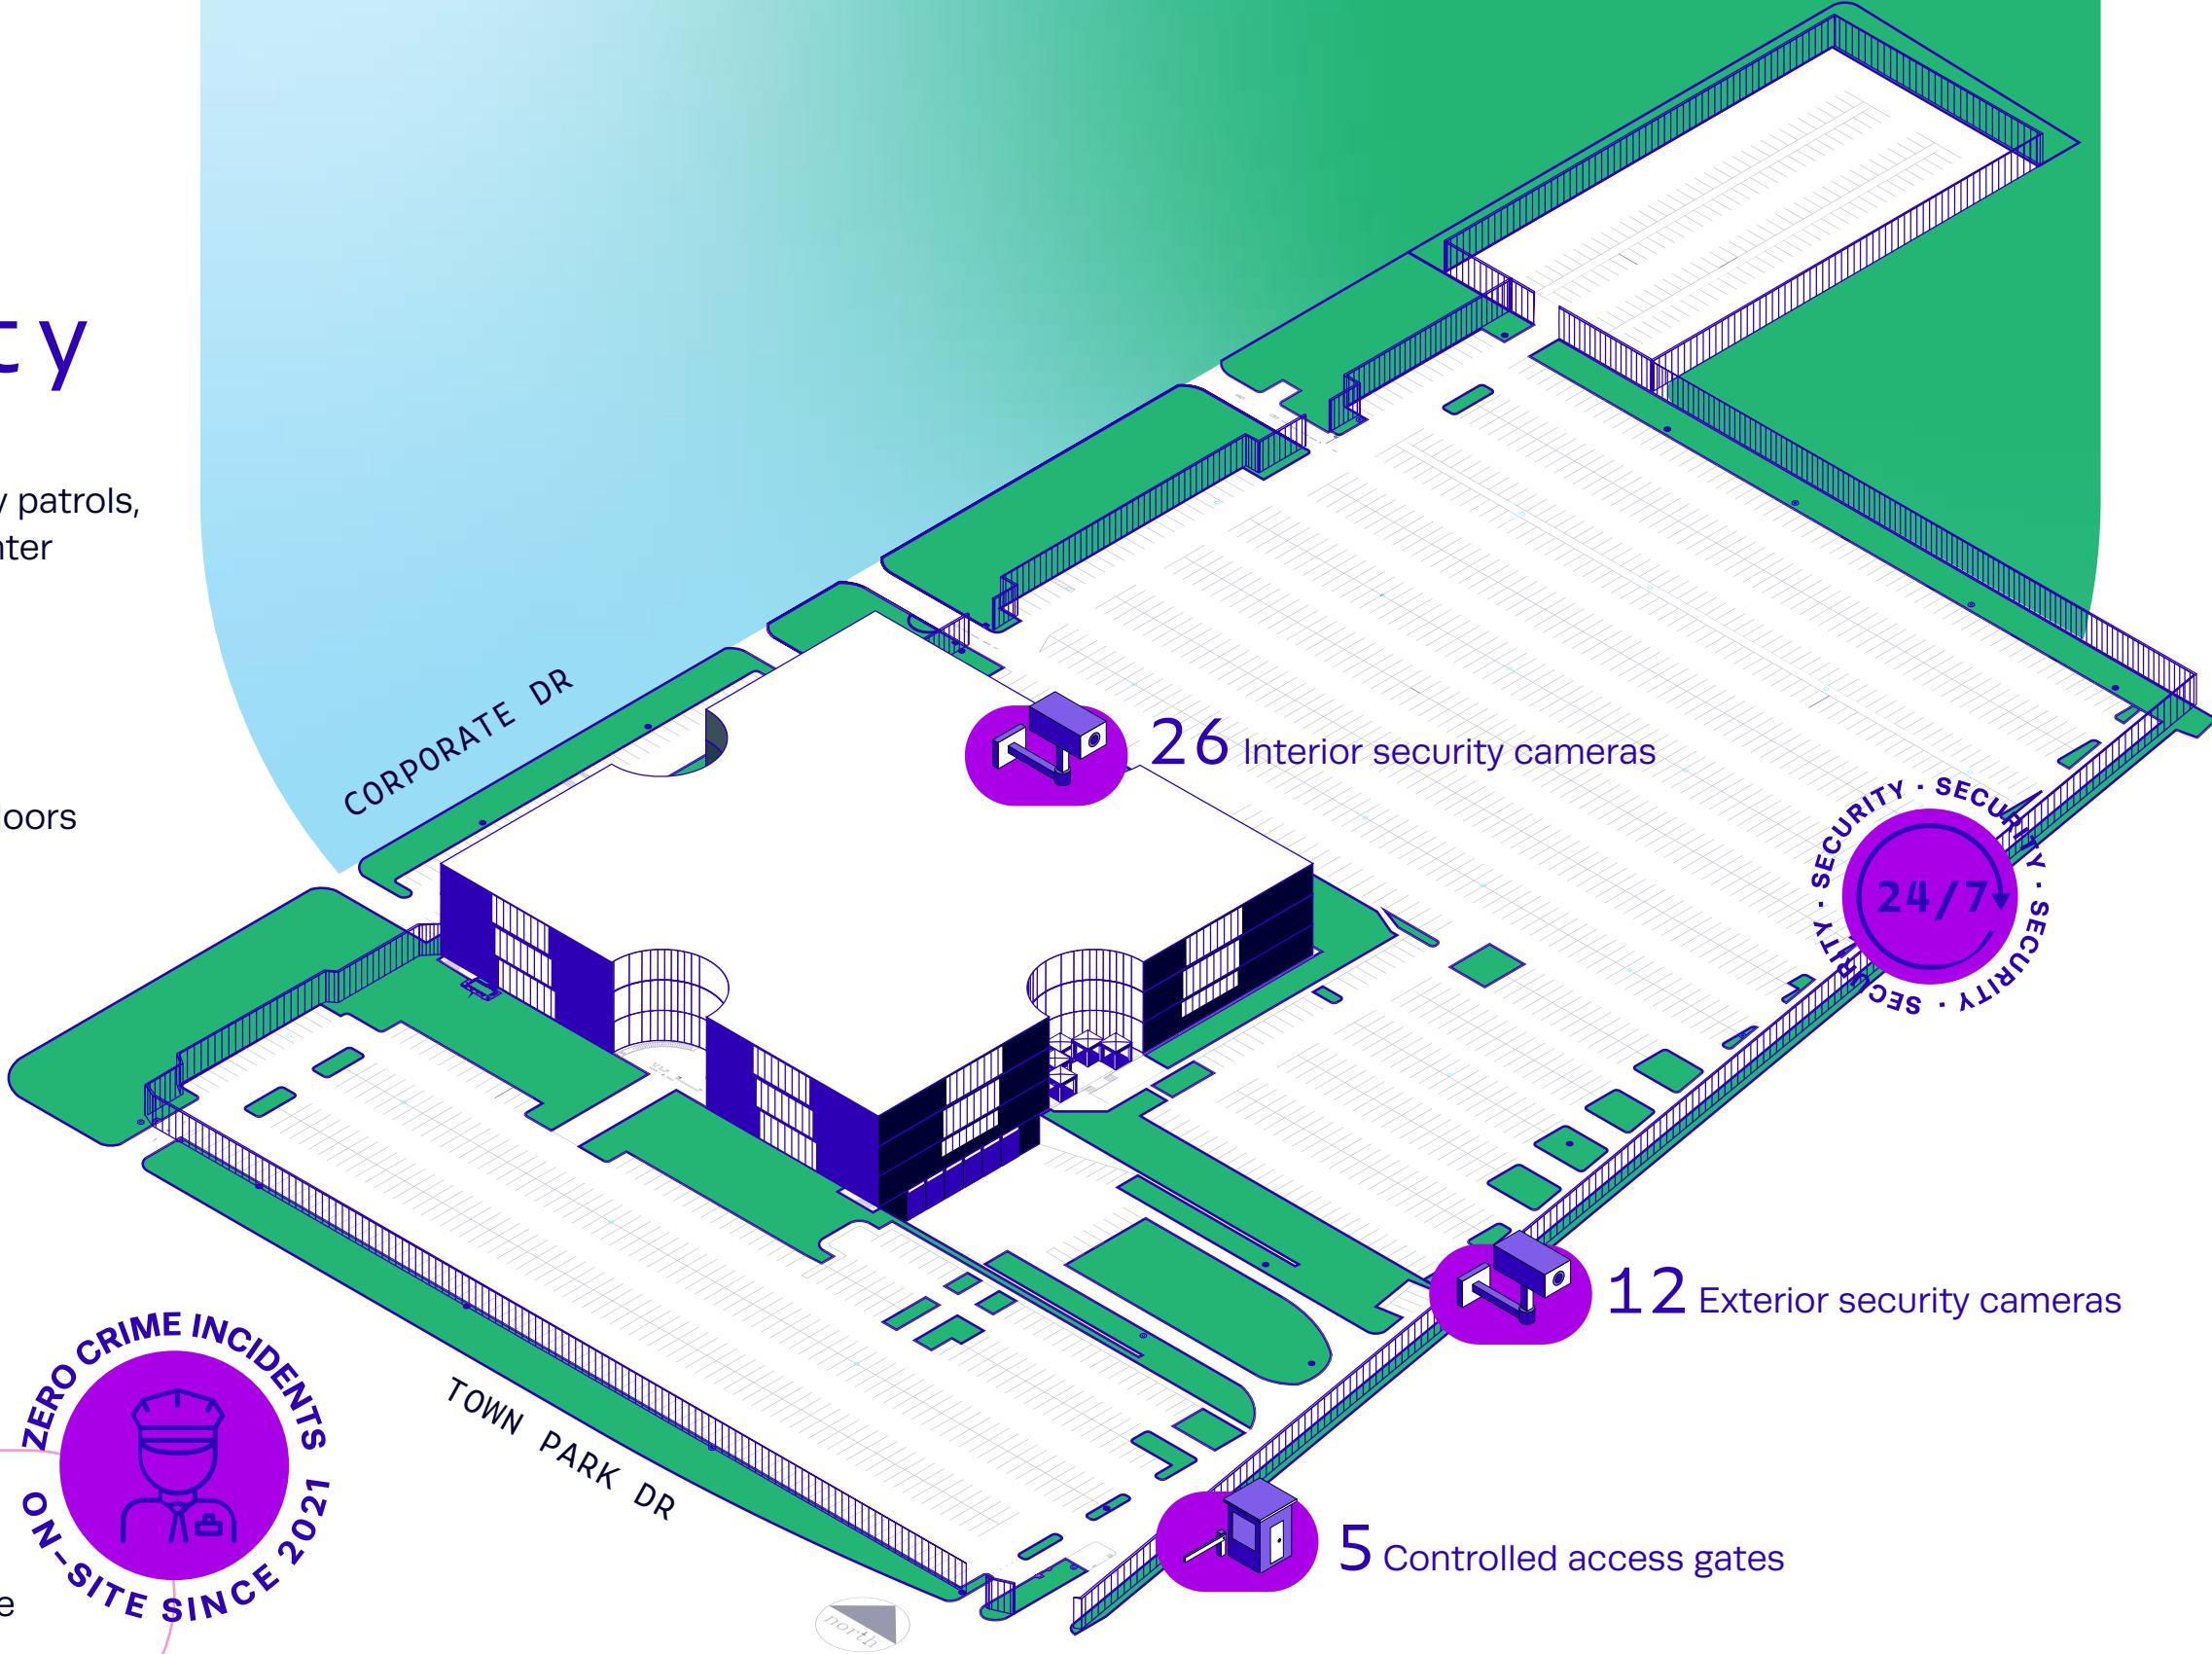 ty
y patrols,
nter
loors
CORPORATE DR
26 Interior security cameras
SECURITY · SECURITY · SECURITY · SECURITY ·
24/7
12 Exterior security cameras
ZERO CRIME INCIDENTS
ON-SITE SINCE 2021
TOWN PARK DR
5 Controlled access gates
e
north